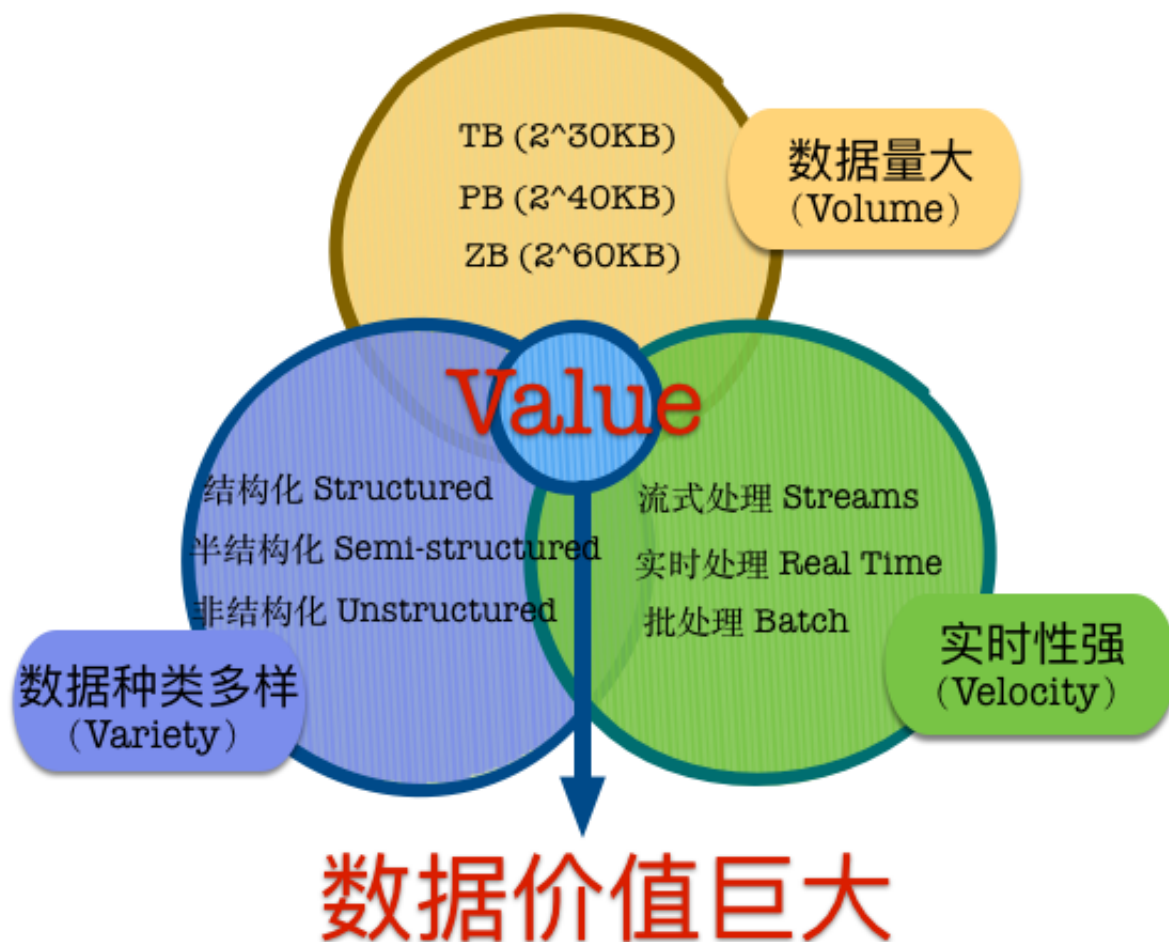 TB (2^30KB)
PB (2^40KB)
ZB (2^60KB)
数据量大
（Volume）
Value
结构化 Structured
半结构化 Semi-structured
非结构化 Unstructured
数据种类多样
（Variety）
流式处理 Streams
实时处理 Real Time
批处理 Batch
实时性强
（Velocity）
数据价值巨大